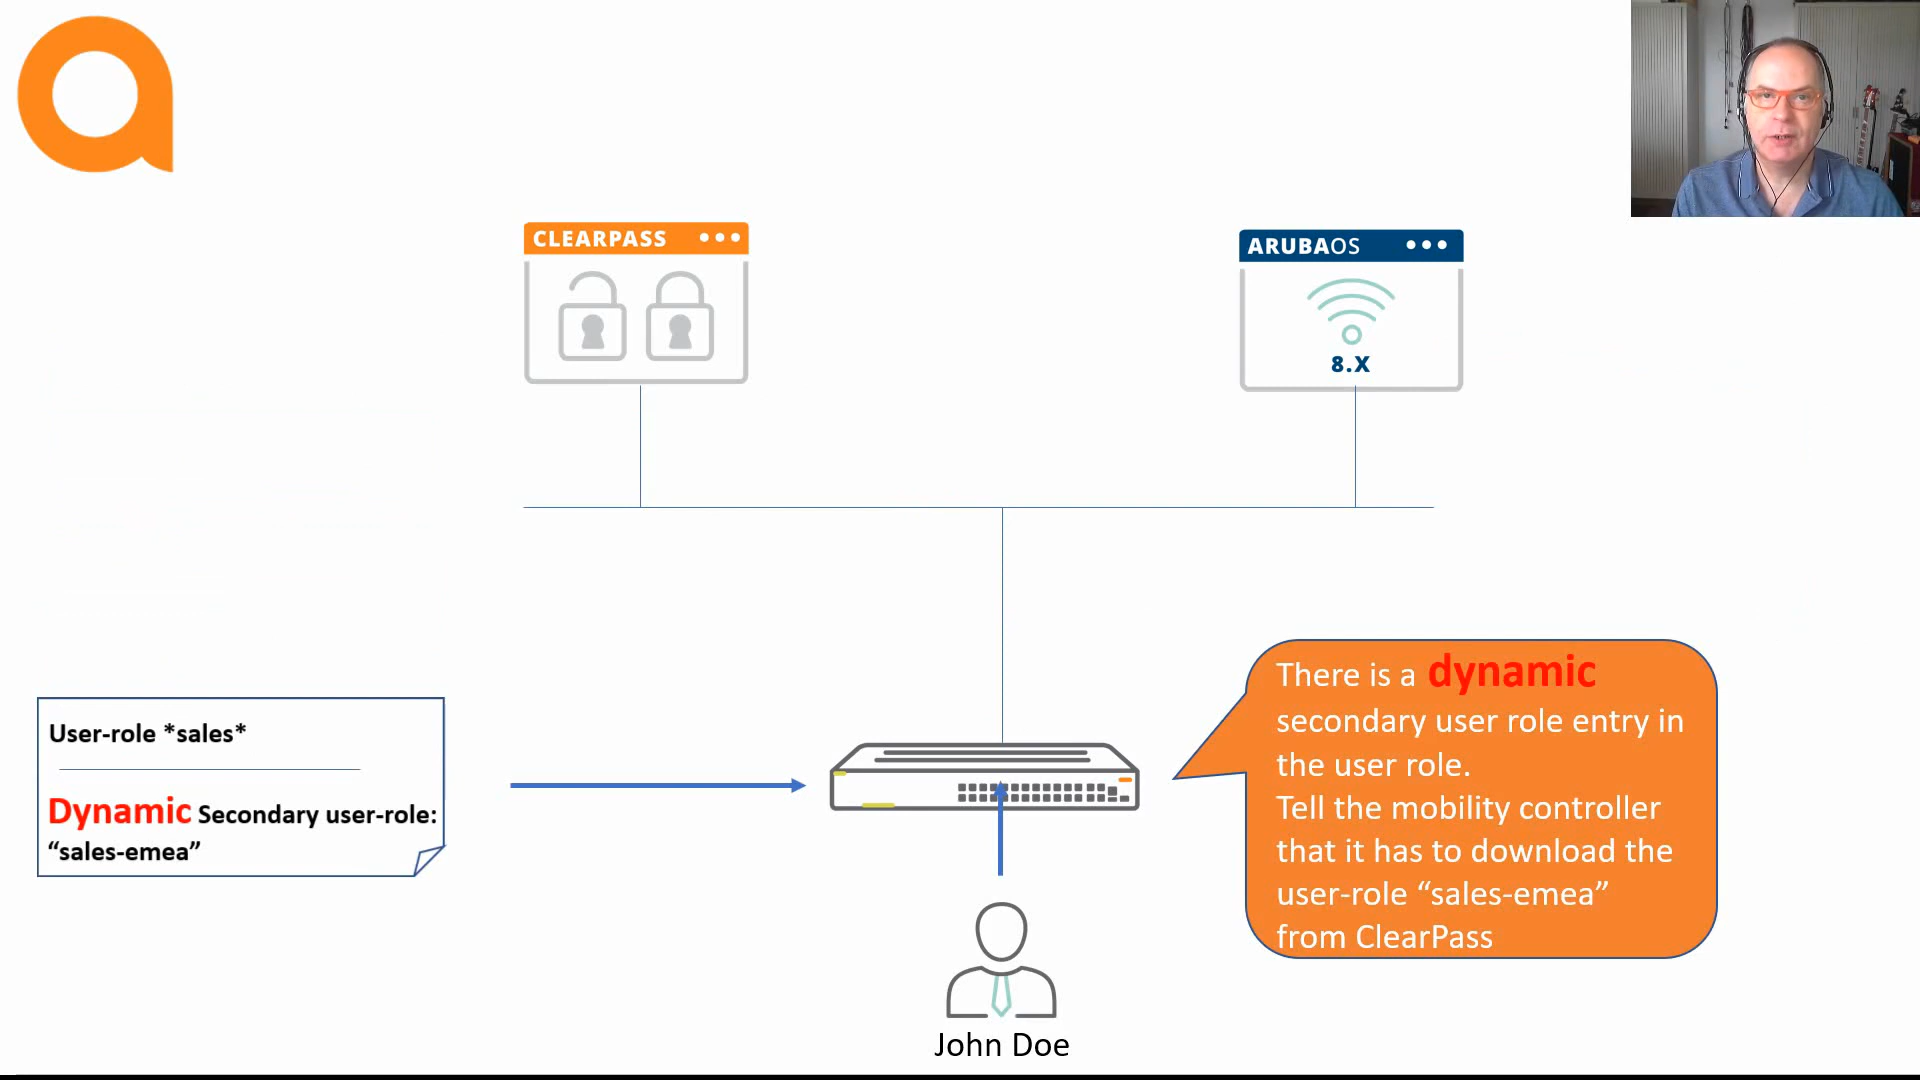 CLEARPASS
ARUBAOS
8.X
User-role *sales*
Dynamic Secondary user-role:
“sales-emea”
There is a dynamic
secondary user role entry in
the user role.
Tell the mobility controller
that it has to download the
user-role “sales-emea”
from ClearPass
John Doe